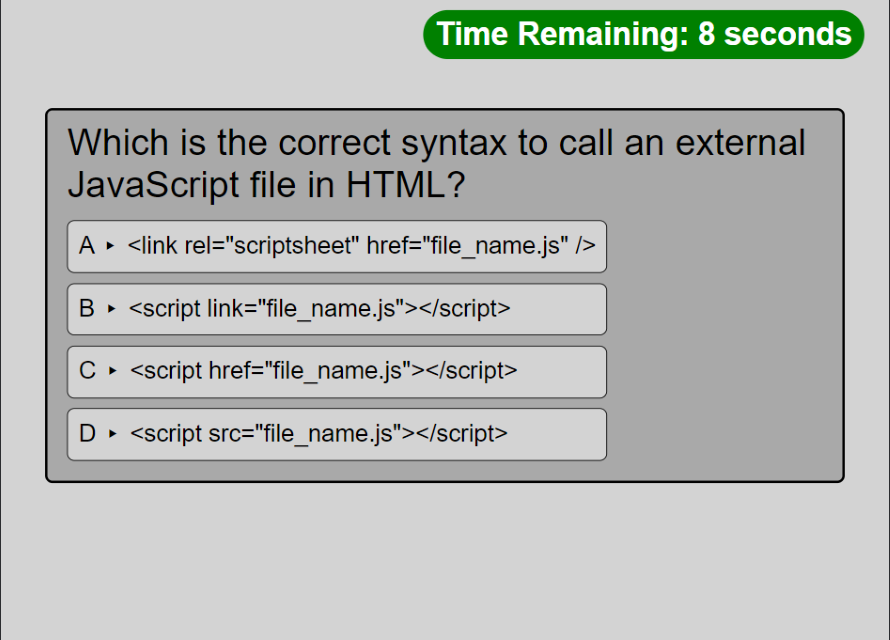 Time Remaining: 8 seconds
Which is the correct syntax to call an external
JavaScript file in HTML?
A ‣ <link rel="scriptsheet" href="file_name.js" />
B ‣ <script link="file_name.js"></script>
C ‣ <script href="file_name.js"></script>
D ‣ <script src="file_name.js"></script>